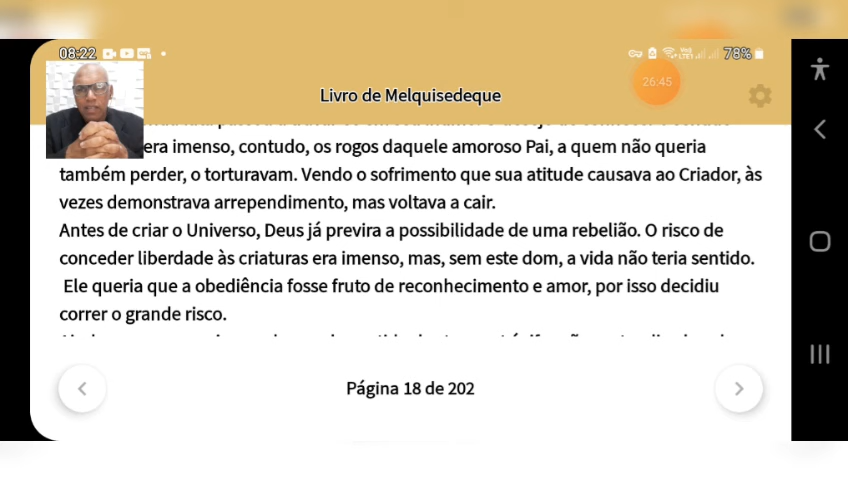 08:22
78%
26:45
Livro de Melquisedeque
era imenso, contudo, os rogos daquele amoroso Pai, a quem não queria
também perder, o torturavam. Vendo o sofrimento que sua atitude causava ao Criador, às
vezes demonstrava arrependimento, mas voltava a cair.
Antes de criar o Universo, Deus já previra a possibilidade de uma rebelião. O risco de
conceder liberdade às criaturas era imenso, mas, sem este dom, a vida não teria sentido.
Ele queria que a obediência fosse fruto de reconhecimento e amor, por isso decidiu
correr o grande risco.
Página 18 de 202